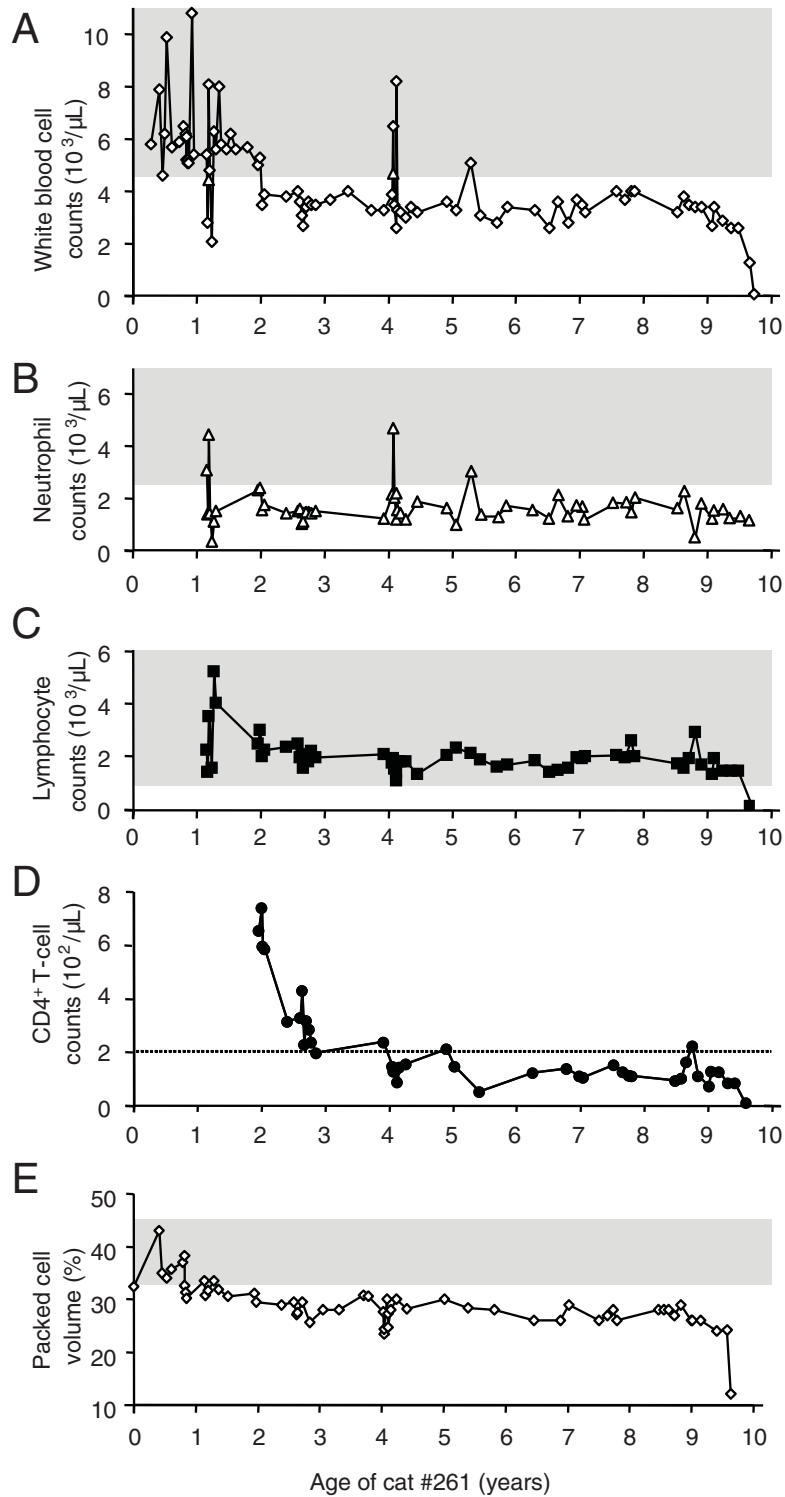 A
White blood cell
counts (10³/μL)
10
8
6
4
2
0
0 1 2 3 4 5 6 7 8 9 10
B
Neutrophil
counts (10³/μL)
6
4
2
0
0 1 2 3 4 5 6 7 8 9 10
C
Lymphocyte
counts (10³/μL)
6
4
2
0
0 1 2 3 4 5 6 7 8 9 10
D
CD4⁺ T-cell
counts (10²/μL)
8
6
4
2
0
0 1 2 3 4 5 6 7 8 9 10
E
Packed cell
volume (%)
50
40
30
20
10
0 1 2 3 4 5 6 7 8 9 10
Age of cat #261 (years)